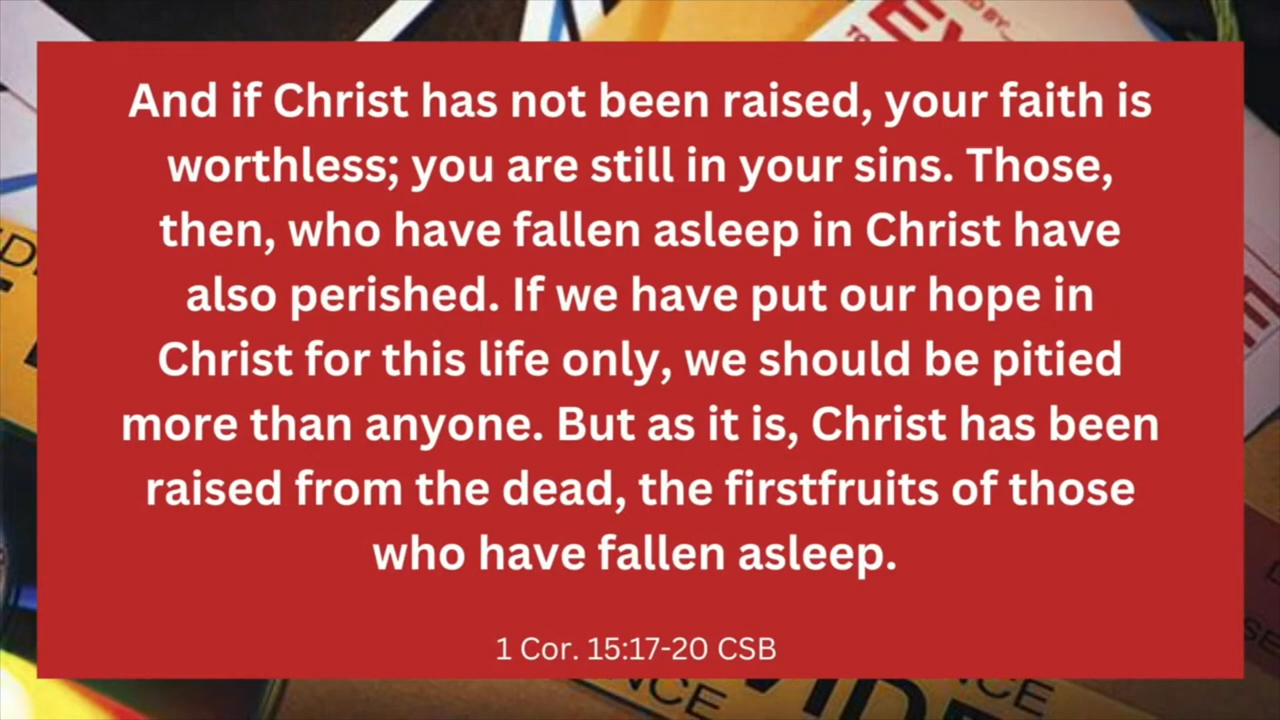 And if Christ has not been raised, your faith is
worthless; you are still in your sins. Those,
then, who have fallen asleep in Christ have
also perished. If we have put our hope in
Christ for this life only, we should be pitied
more than anyone. But as it is, Christ has been
raised from the dead, the firstfruits of those
who have fallen asleep.
1 Cor. 15:17-20 CSB